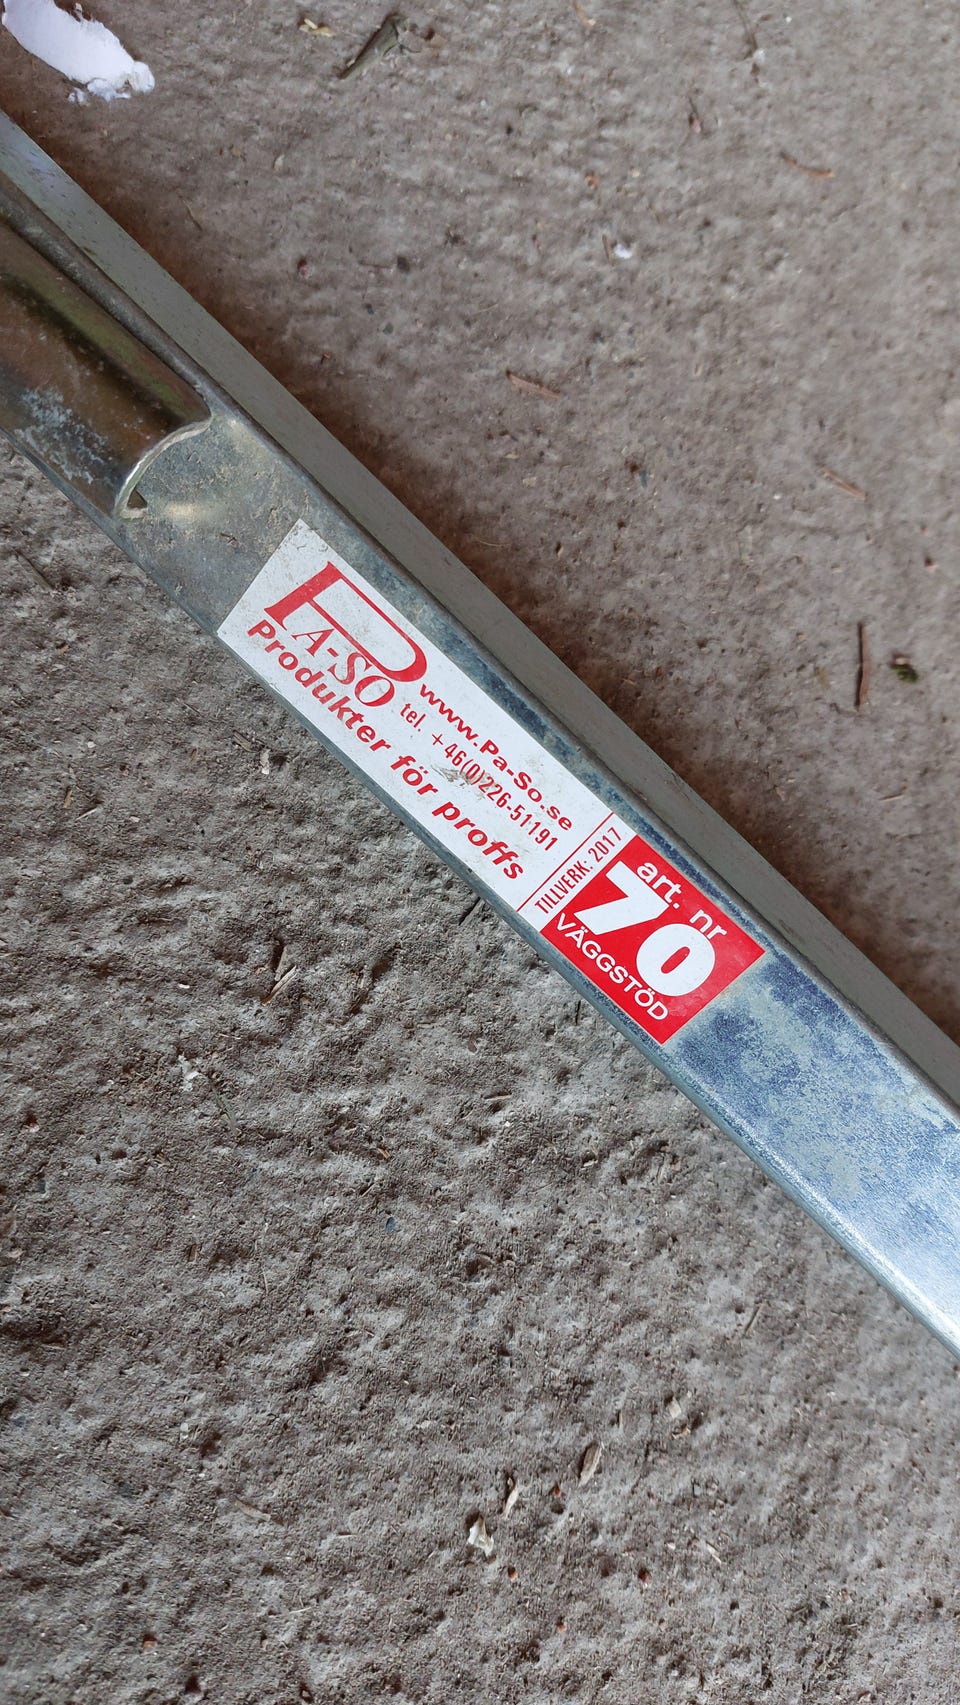 PA-SO
www.Pa-So.se
tel. +46(0)226-51191
Produkter för proffs
TILLVERK: 2017
art. nr
70
VÄGGSTÖD